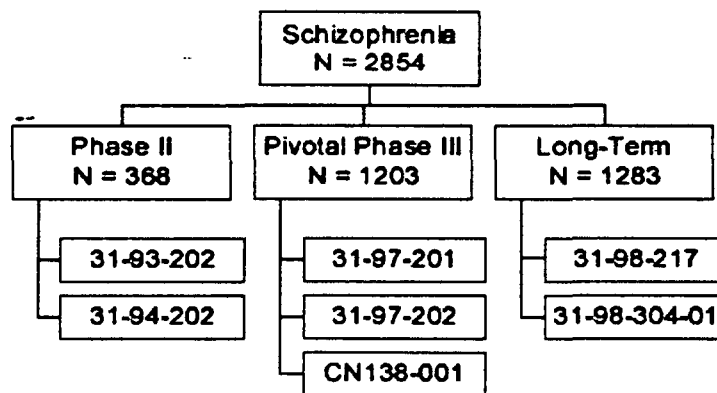 Schizophrenia
N = 2854
Phase II
N = 368
Pivotal Phase III
N = 1203
Long-Term
N = 1283
31-93-202
31-94-202
31-97-201
31-97-202
CN138-001
31-98-217
31-98-304-01